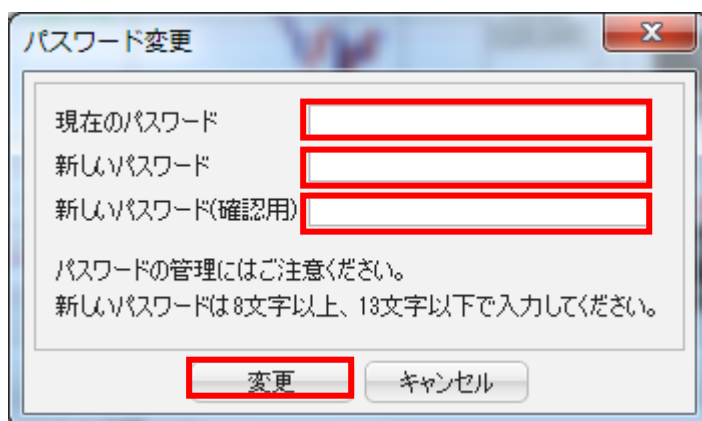 パスワード変更
現在のパスワード
新しいパスワード
新しいパスワード(確認用)
パスワードの管理にはご注意ください。
新しいパスワードは8文字以上、13文字以下で入力してください。
変更 キャンセル